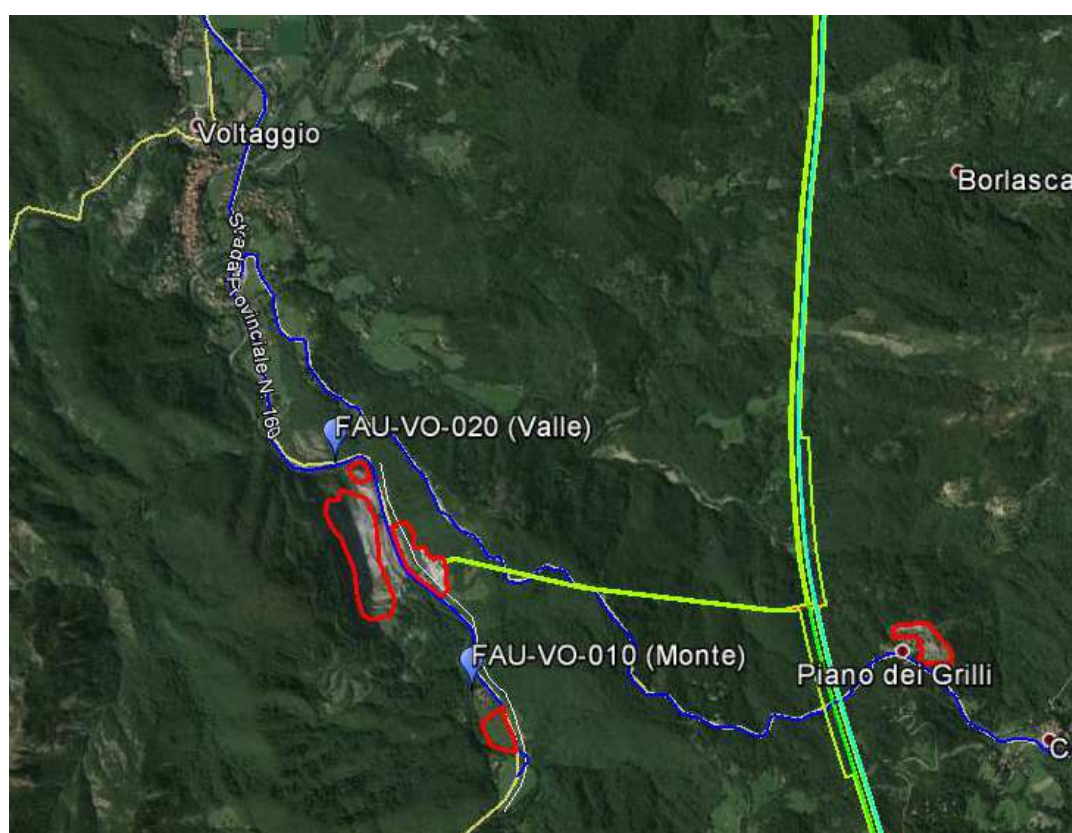 Voltaggio
Borlasca
Strada Provinciale N. 160
FAU-VO-020 (Valle)
FAU-VO-010 (Monte)
Piano dei Grilli